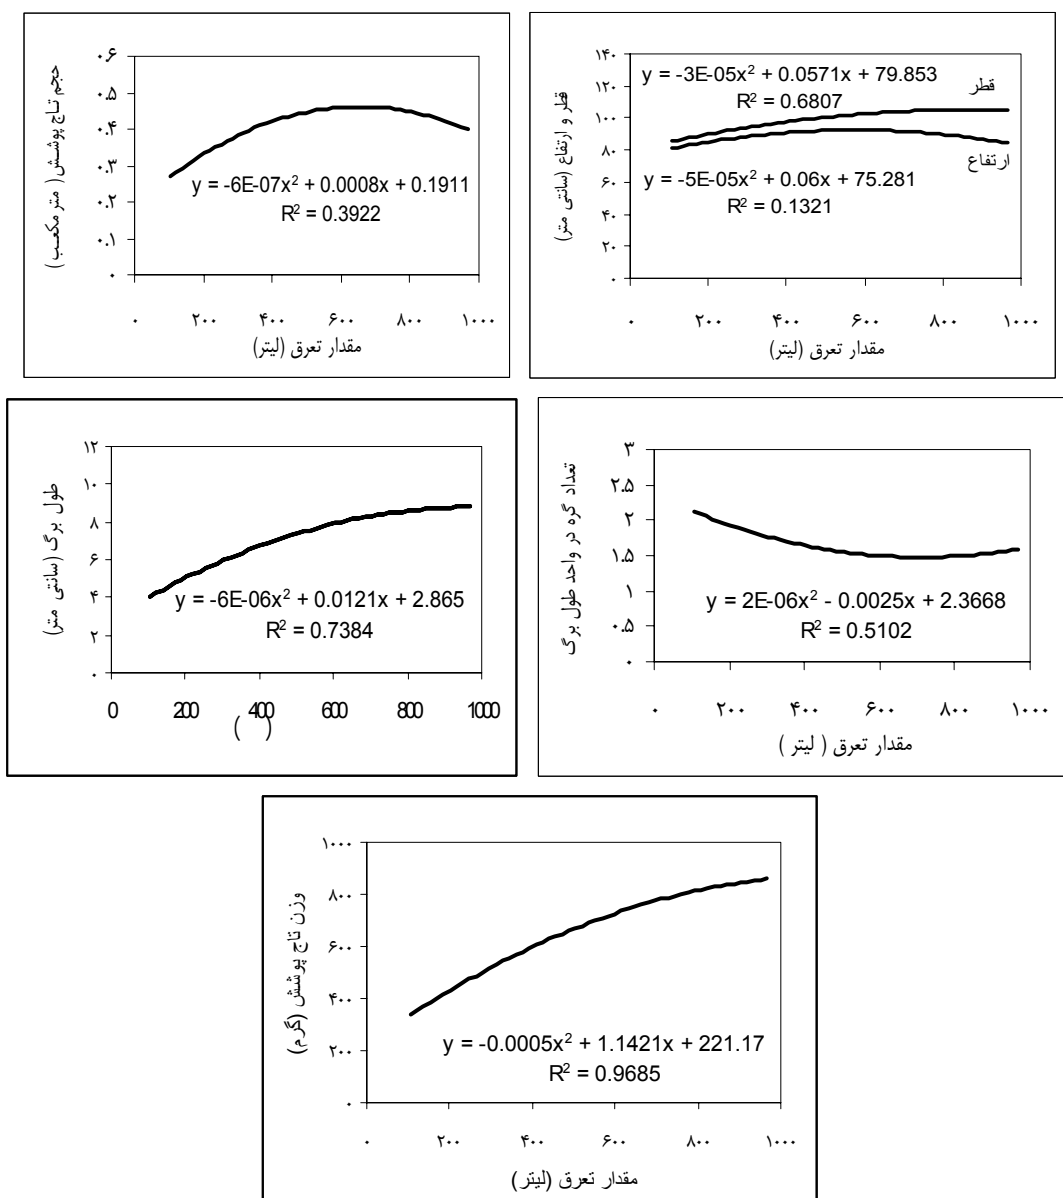 حجم تاج پوشش ( متر مکعب )
۰.۶
۰.۵
۰.۴
۰.۳
۰.۲
۰.۱
۰
y = -6E-07x² + 0.0008x + 0.1911
R² = 0.3922
۰ ۲۰۰ ۴۰۰ ۶۰۰ ۸۰۰ ۱۰۰۰
مقدار تعرق (لیتر)
قطر و ارتفاع (سانتی متر)
۱۴۰
۱۲۰
۱۰۰
۸۰
۶۰
۴۰
۲۰
۰
y = -3E-05x² + 0.0571x + 79.853
R² = 0.6807
قطر
ارتفاع
y = -5E-05x² + 0.06x + 75.281
R² = 0.1321
۰ ۲۰۰ ۴۰۰ ۶۰۰ ۸۰۰ ۱۰۰۰
مقدار تعرق (لیتر)
طول برگ (سانتی متر)
۱۲
۱۰
۸
۶
۴
۲
۰
y = -6E-06x² + 0.0121x + 2.865
R² = 0.7384
0 200 400 600 800 1000
( )
تعداد گره در واحد طول برگ
۳
۲.۵
۲
۱.۵
۱
۰.۵
۰
y = 2E-06x² - 0.0025x + 2.3668
R² = 0.5102
۰ ۲۰۰ ۴۰۰ ۶۰۰ ۸۰۰ ۱۰۰۰
مقدار تعرق ( لیتر )
وزن تاج پوشش (گرم)
۱۰۰۰
۸۰۰
۶۰۰
۴۰۰
۲۰۰
۰
y = -0.0005x² + 1.1421x + 221.17
R² = 0.9685
۰ ۲۰۰ ۴۰۰ ۶۰۰ ۸۰۰ ۱۰۰۰
مقدار تعرق (لیتر)